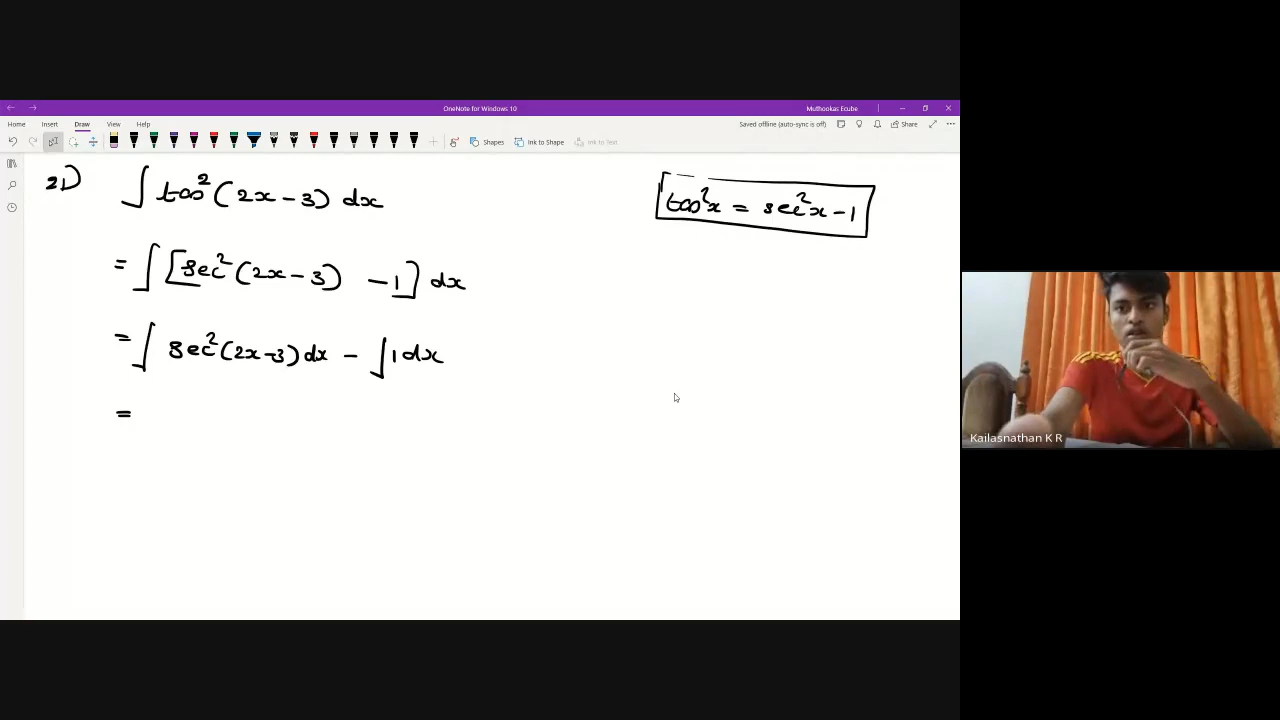 OneNote for Windows 10
Muthookas Ecube
Home Insert Draw View Help
Saved offline (auto-sync is off) Share
Shapes Ink to Shape Ink to Text
21) ∫ tan²(2x-3) dx
tan²x = sec²x-1
= ∫ [sec²(2x-3) -1] dx
= ∫ sec²(2x-3)dx - ∫1dx
=
Kailasnathan K R